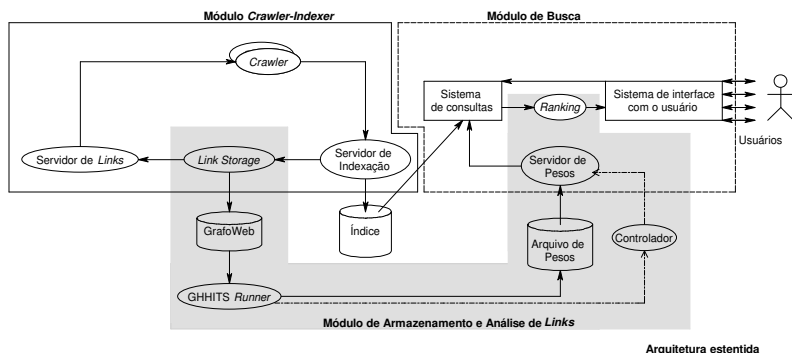 Módulo Crawler-Indexer
Módulo de Busca
Crawler
Sistema
de consultas
Ranking
Sistema de interface
com o usuário
Usuários
Servidor de Links
Link Storage
Servidor de
Indexação
Servidor de
Pesos
GrafoWeb
Índice
Arquivo de
Pesos
Controlador
GHHITS Runner
Módulo de Armazenamento e Análise de Links
Arquitetura estentida